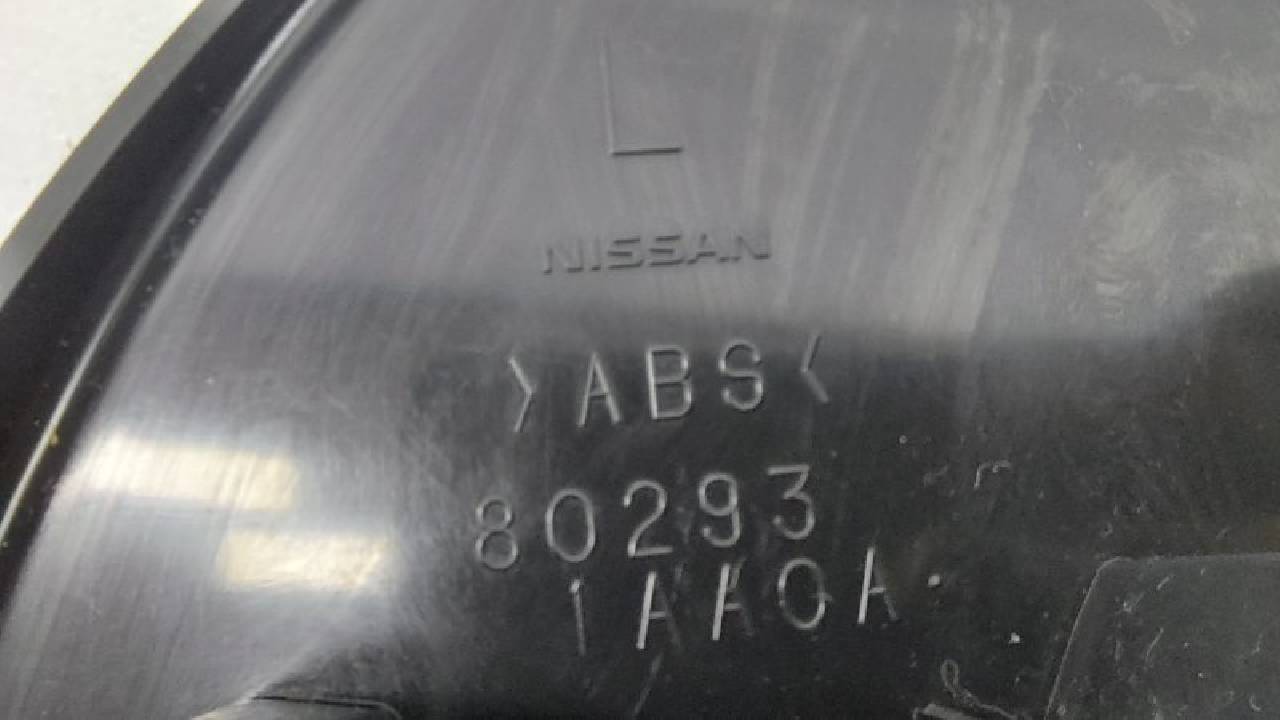 L
NISSAN
>ABS<
80293
1AA0A